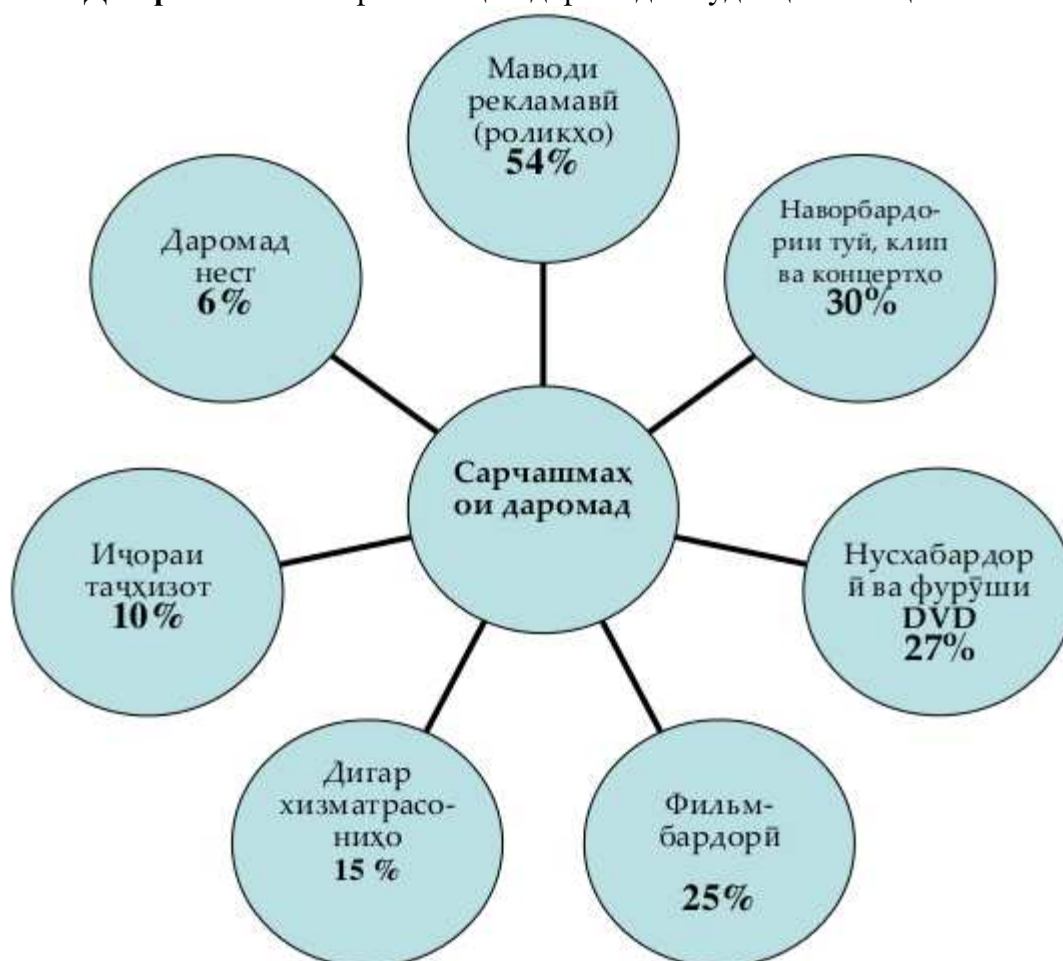 Маводи
рекламавӣ
(роликҳо)
54%
Наворбардо-
рии туй, клип
ва концертҳо
30%
Даромад
нест
6%
Сарчашмаҳ
ои даромад
Иҷораи
таҷҳизот
10%
Нусхабардор
ӣ ва фурӯши
DVD
27%
Дигар
хизматрасо-
ниҳо
15 %
Фильм-
бардорӣ
25%